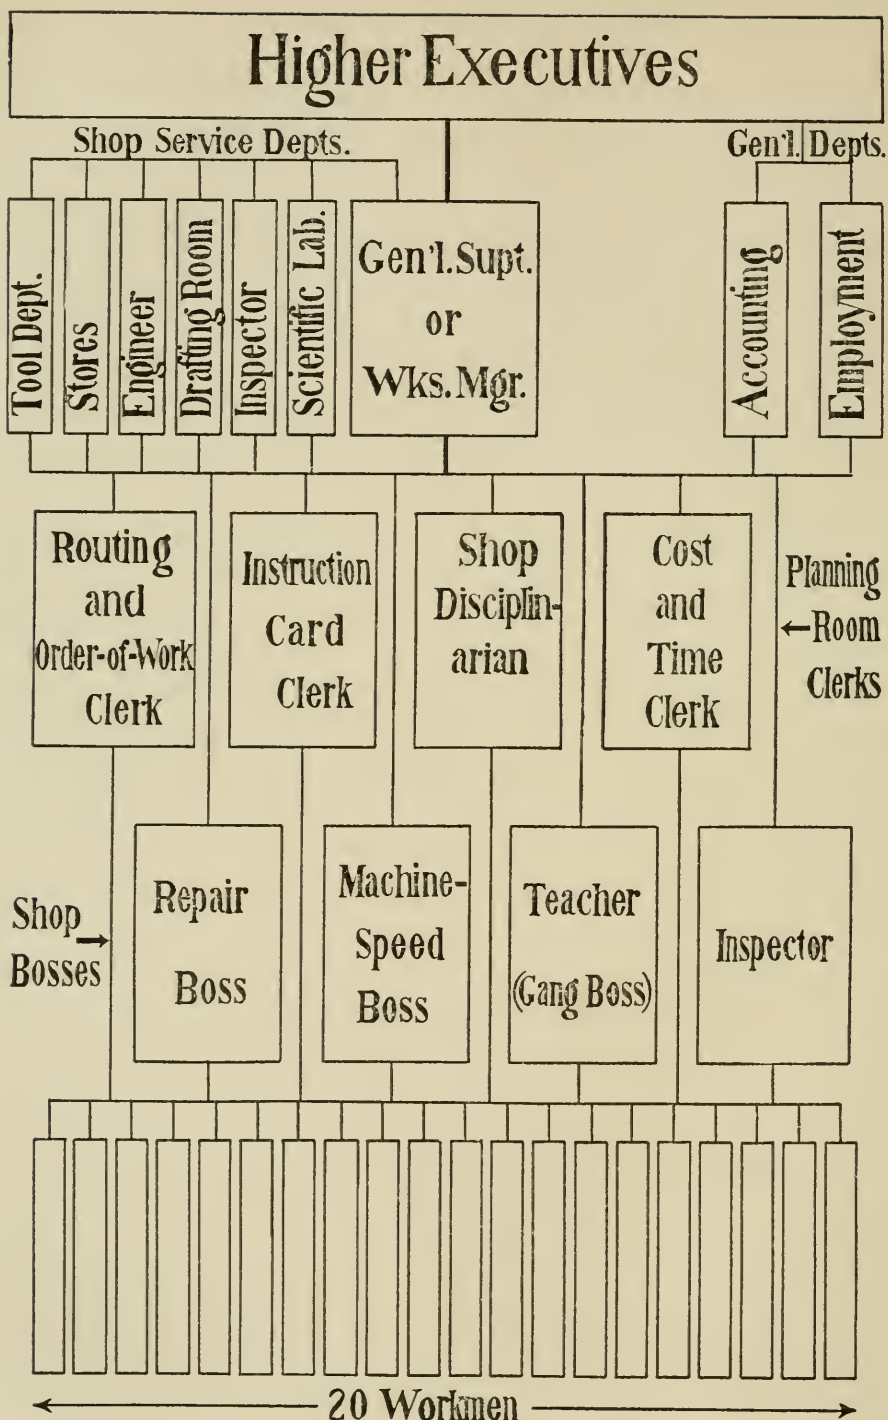 Higher Executives
Shop Service Depts.
Gen'l. Depts.
Tool Dept.
Stores
Engineer
Drafting Room
Inspector
Scientific Lab.
Gen'l. Supt.
or
Wks. Mgr.
Accounting
Employment
Routing
and
Order-of-Work
Clerk
Instruction
Card
Clerk
Shop
Disciplin-
arian
Cost
and
Time
Clerk
Planning
←Room
Clerks
Shop
→
Bosses
Repair
Boss
Machine-
Speed
Boss
Teacher
(Gang Boss)
Inspector
20 Workmen